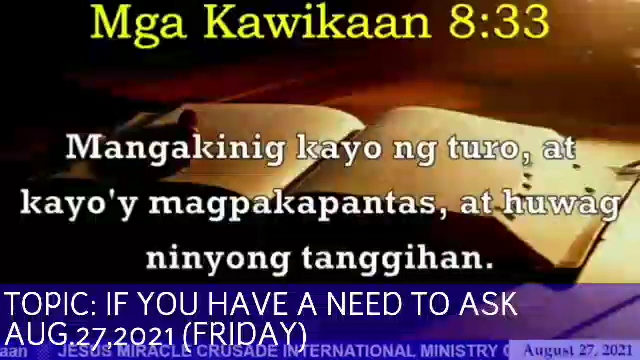 Mga Kawikaan 8:33
Mangakinig kayo ng turo, at
kayo'y magpakapantas, at huwag
ninyong tanggihan.
TOPIC: IF YOU HAVE A NEED TO ASK
AUG,27,2021 (FRIDAY)
aan JESUS MIRACLE CRUSADE INTERNATIONAL MINISTRY August 27, 2021